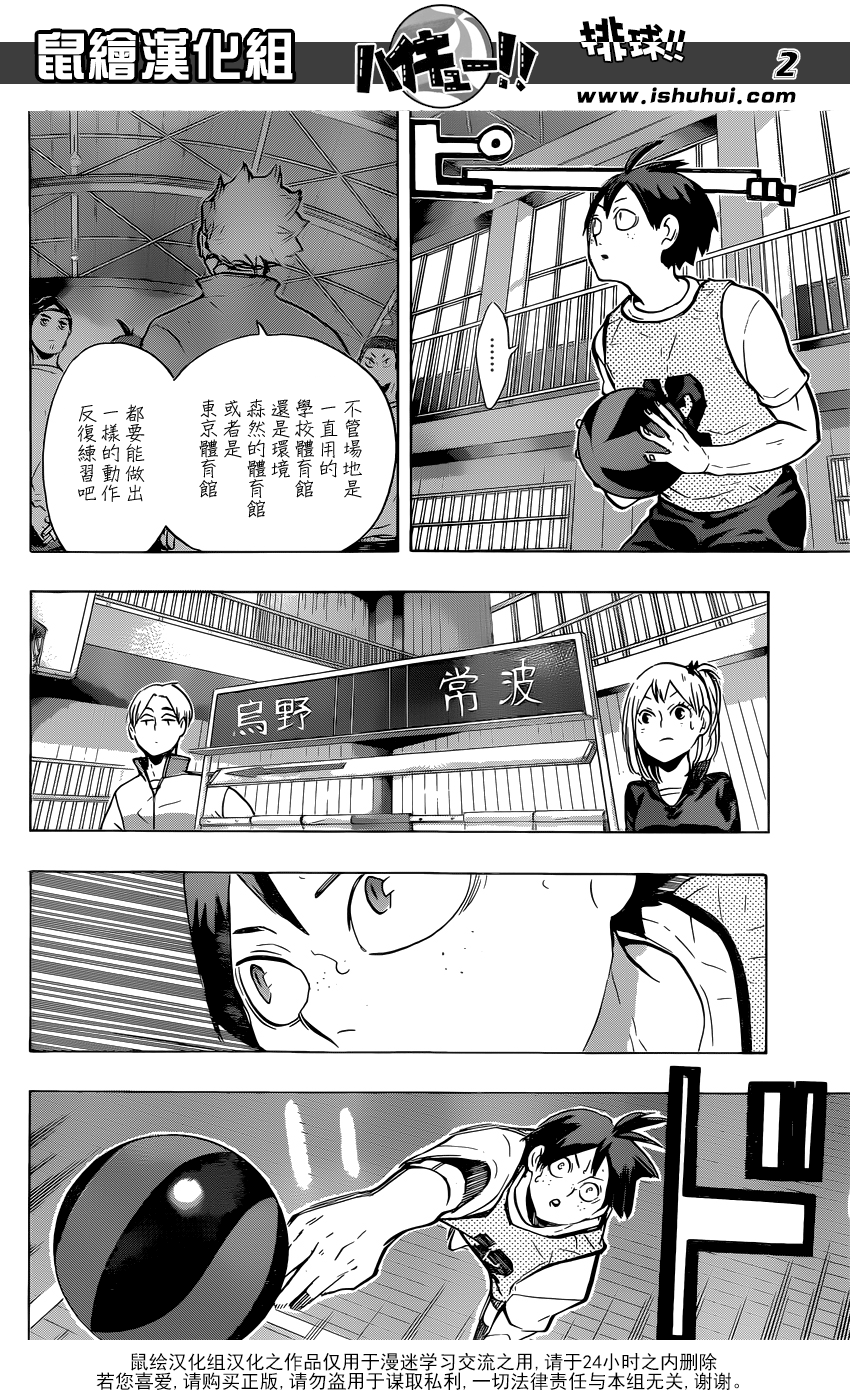 鼠繪漢化組
ハイキュー!!
排球!!
2
www.ishuhui.com
ピーッ
……
不管場地是
一直用的
學校體育館
還是環境
森然的體育館
或者是
東京體育館
都要能做出
一樣的動作
反復練習吧
烏野
常波
ドッ
鼠绘汉化组汉化之作品仅用于漫迷学习交流之用,请于24小时之内删除
若您喜爱,请购买正版,请勿盗用于谋取私利,一切法律责任与本组无关,谢谢。